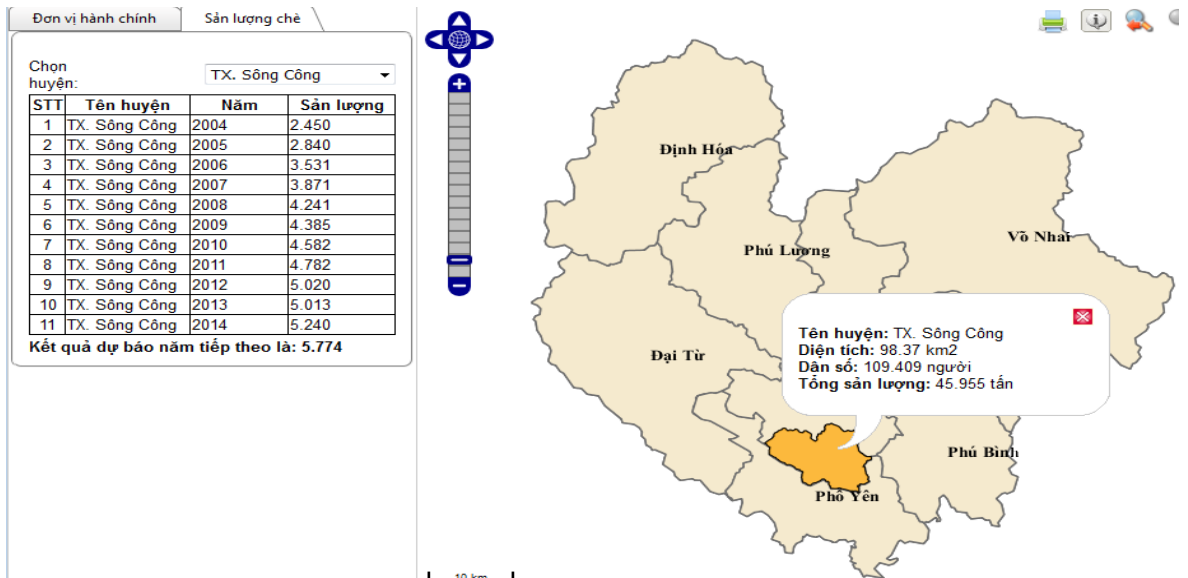 Đơn vị hành chính
Sản lượng chè
Chọn huyện:
TX. Sông Công
STT Tên huyện Năm Sản lượng
1 TX. Sông Công 2004 2.450
2 TX. Sông Công 2005 2.840
3 TX. Sông Công 2006 3.531
4 TX. Sông Công 2007 3.871
5 TX. Sông Công 2008 4.241
6 TX. Sông Công 2009 4.385
7 TX. Sông Công 2010 4.582
8 TX. Sông Công 2011 4.782
9 TX. Sông Công 2012 5.020
10 TX. Sông Công 2013 5.013
11 TX. Sông Công 2014 5.240
Kết quả dự báo năm tiếp theo là: 5.774
Định Hóa
Võ Nhai
Phú Lương
Tên huyện: TX. Sông Công
Diện tích: 98.37 km2
Dân số: 109.409 người
Tổng sản lượng: 45.955 tấn
Đại Từ
Phú Bình
Phổ Yên
10 km